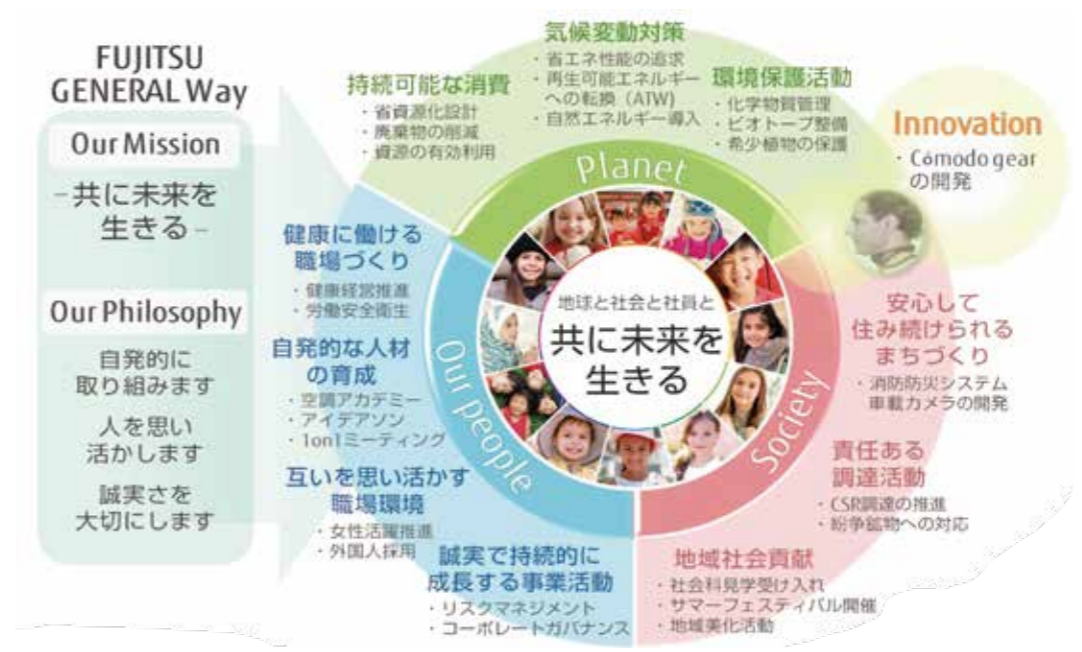 FUJITSU
GENERAL Way
Our Mission
–共に未来を
生きる–
Our Philosophy
自発的に
取り組みます
人を思い
活かします
誠実さを
大切にします
気候変動対策
・省エネ性能の追求
・再生可能エネルギー
への転換（ATW)
・自然エネルギー導入
持続可能な消費
・省資源化設計
・廃棄物の削減
・資源の有効利用
環境保護活動
・化学物質管理
・ビオトープ整備
・希少植物の保護
Innovation
・Cómodo gear
の開発
Planet
健康に働ける
職場づくり
・健康経営推進
・労働安全衛生
自発的な人材
の育成
・空調アカデミー
・アイデアソン
・1on1ミーティング
互いを思い活かす
職場環境
・女性活躍推進
・外国人採用
誠実で持続的に
成長する事業活動
・リスクマネジメント
・コーポレートガバナンス
Our people
地球と社会と社員と
共に未来を
生きる
Society
安心して
住み続けられる
まちづくり
・消防防災システム
車載カメラの開発
責任ある
調達活動
・CSR調達の推進
・紛争鉱物への対応
地域社会貢献
・社会科見学受け入れ
・サマーフェスティバル開催
・地域美化活動